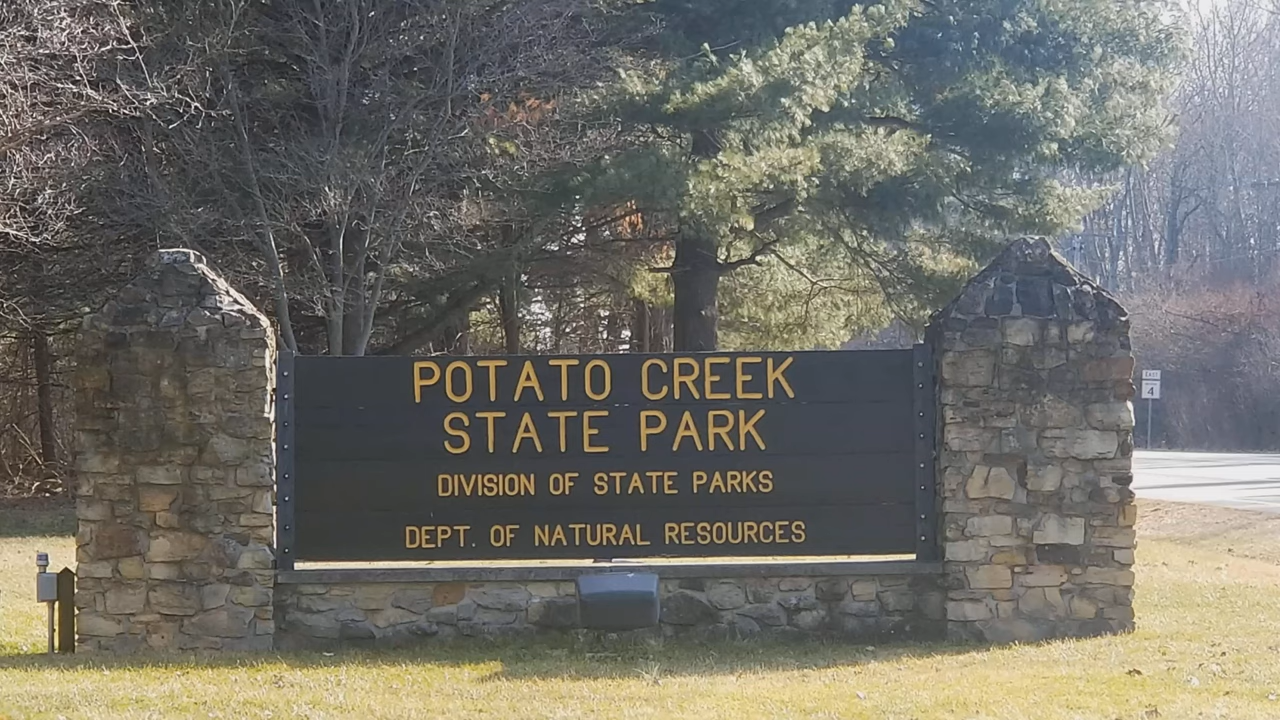 POTATO CREEK
STATE PARK
DIVISION OF STATE PARKS
DEPT. OF NATURAL RESOURCES
EAST
4